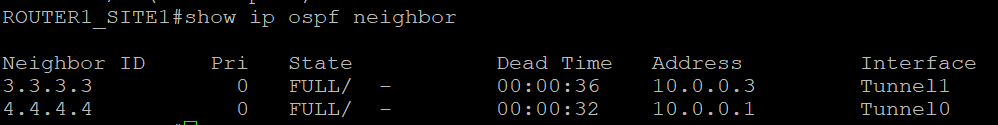 ROUTER1_SITE1#show ip ospf neighbor
Neighbor ID Pri State Dead Time Address Interface
3.3.3.3 0 FULL/ - 00:00:36 10.0.0.3 Tunnel1
4.4.4.4 0 FULL/ - 00:00:32 10.0.0.1 Tunnel0